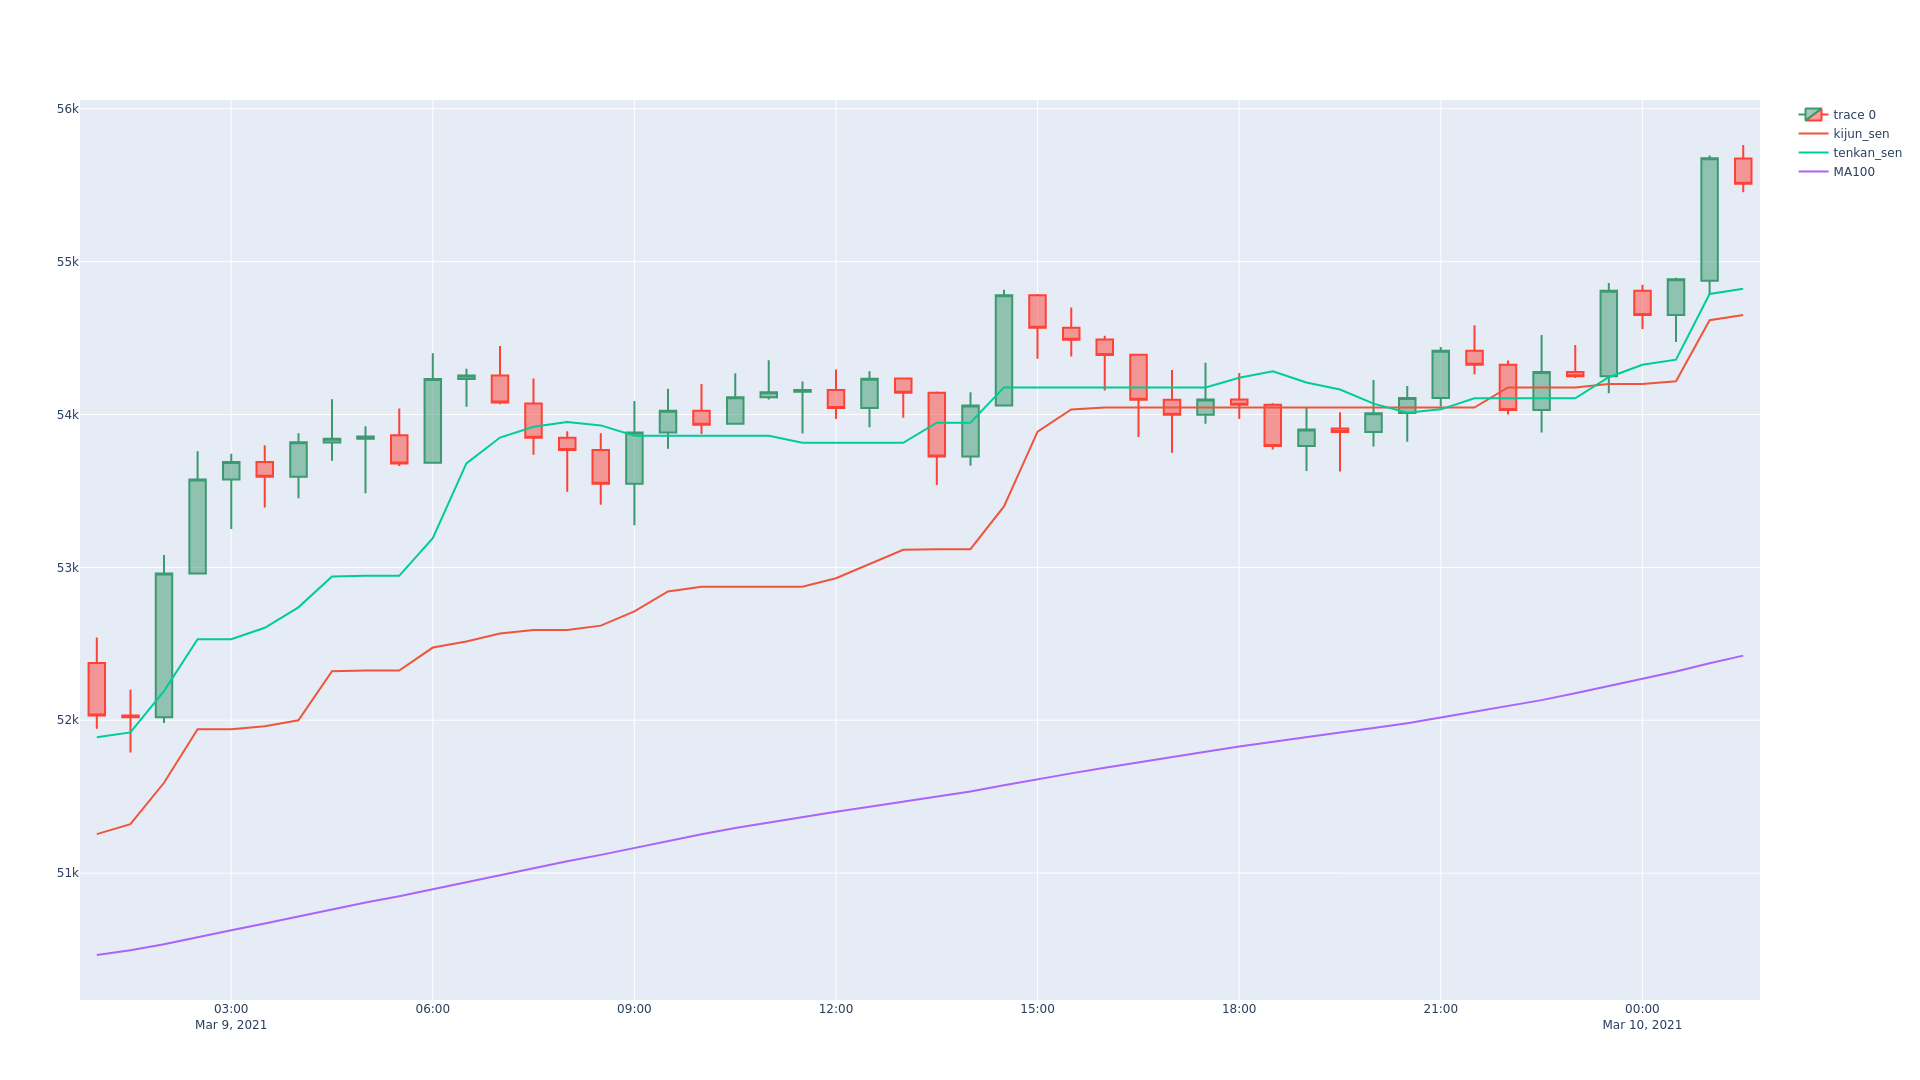 56k
55k
54k
53k
52k
51k
03:00
Mar 9, 2021
06:00
09:00
12:00
15:00
18:00
21:00
00:00
Mar 10, 2021
trace 0
kijun_sen
tenkan_sen
MA100